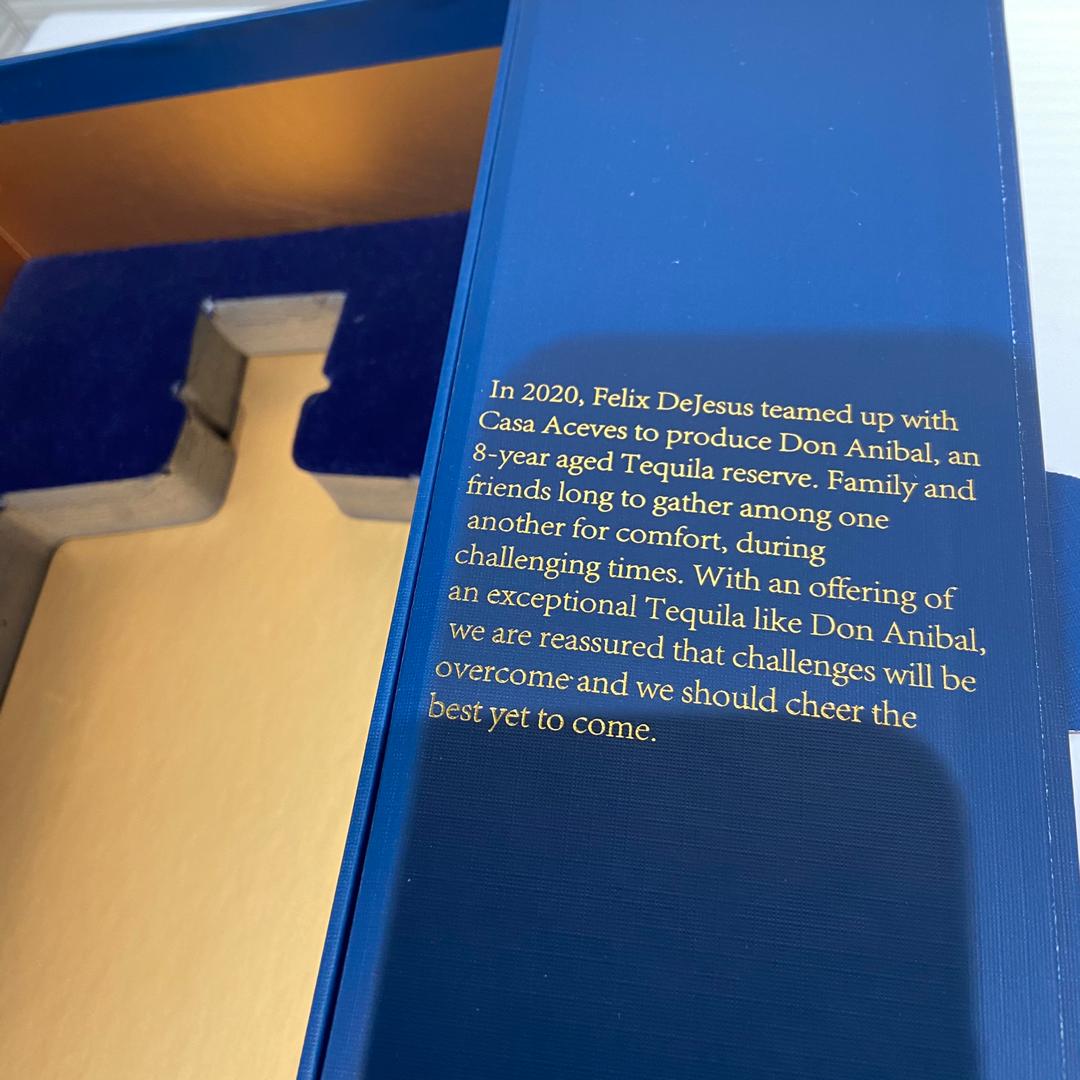 In 2020, Felix DeJesus teamed up with
Casa Aceves to produce Don Anibal, an
8-year aged Tequila reserve. Family and
friends long to gather among one
another for comfort, during
challenging times. With an offering of
an exceptional Tequila like Don Anibal,
we are reassured that challenges will be
overcome and we should cheer the
best yet to come.